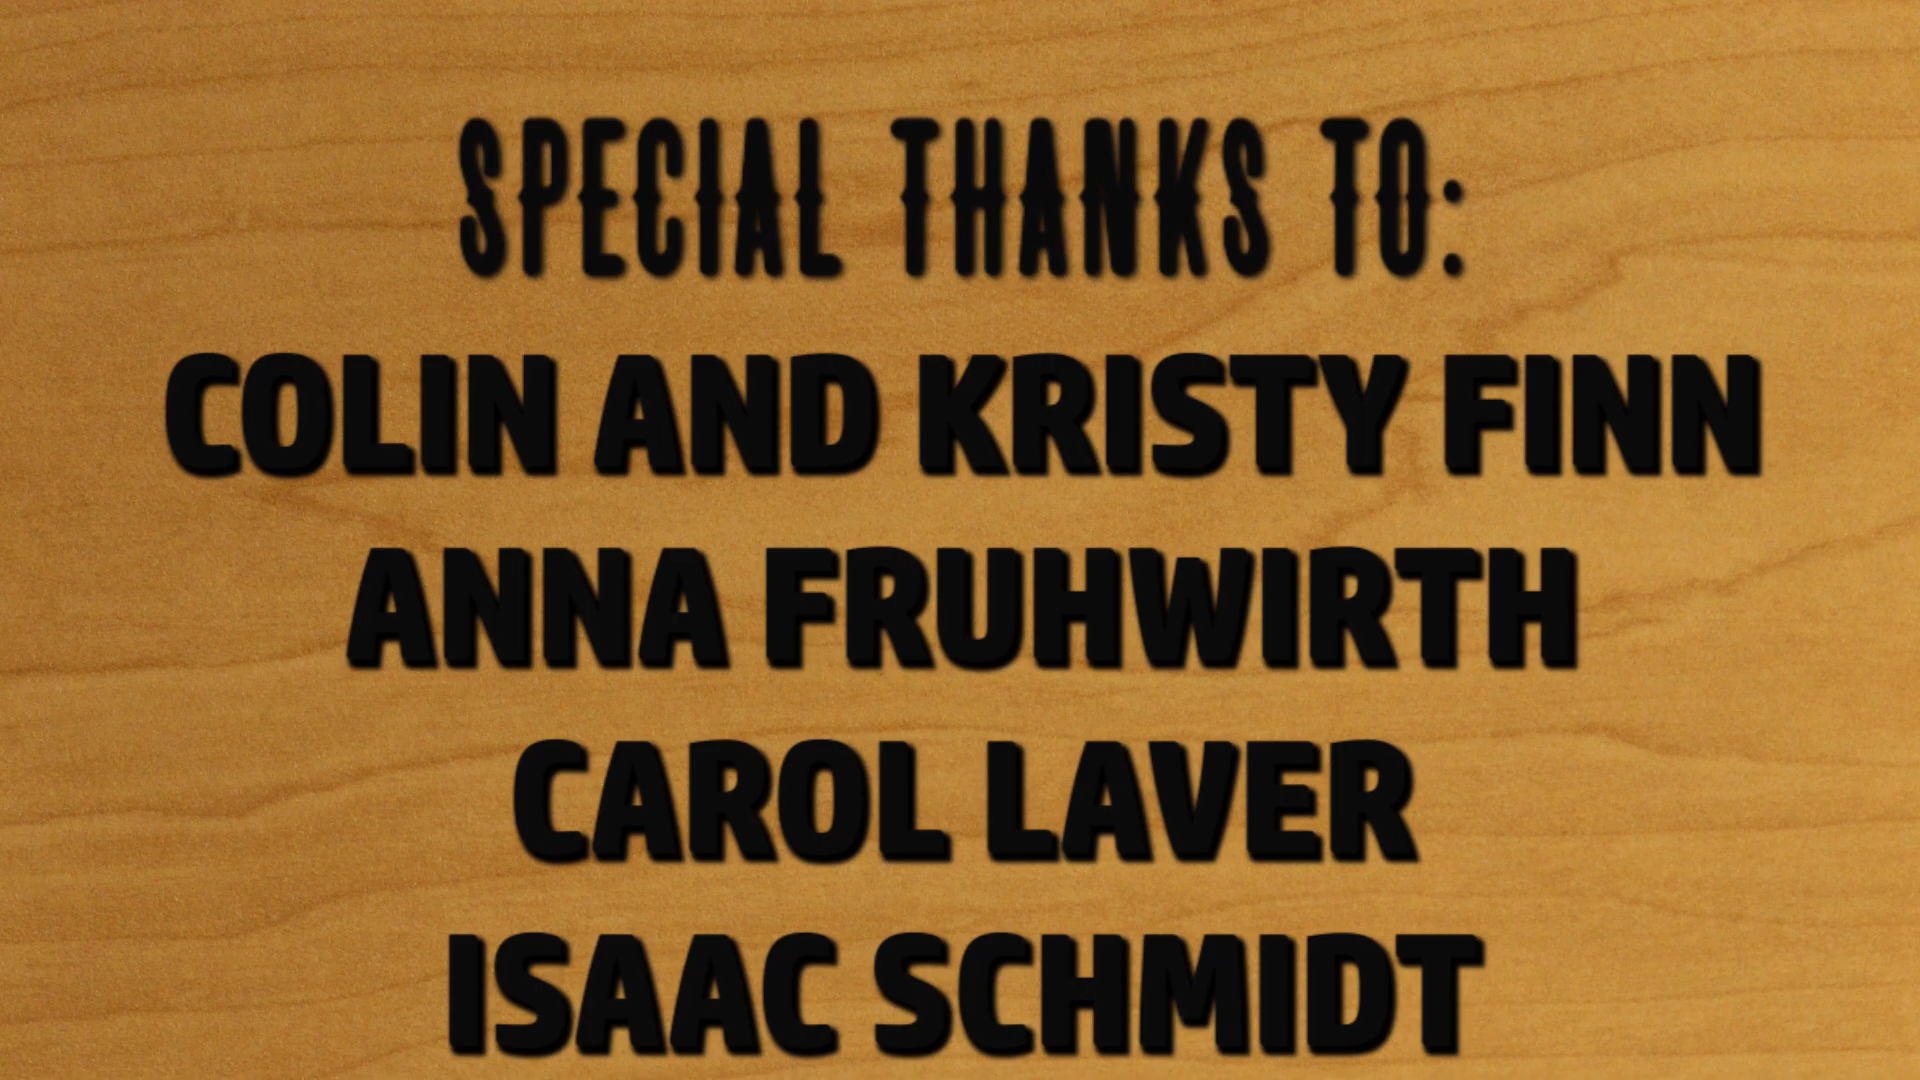 SPECIAL THANKS TO:
COLIN AND KRISTY FINN
ANNA FRUHWIRTH
CAROL LAVER
ISAAC SCHMIDT